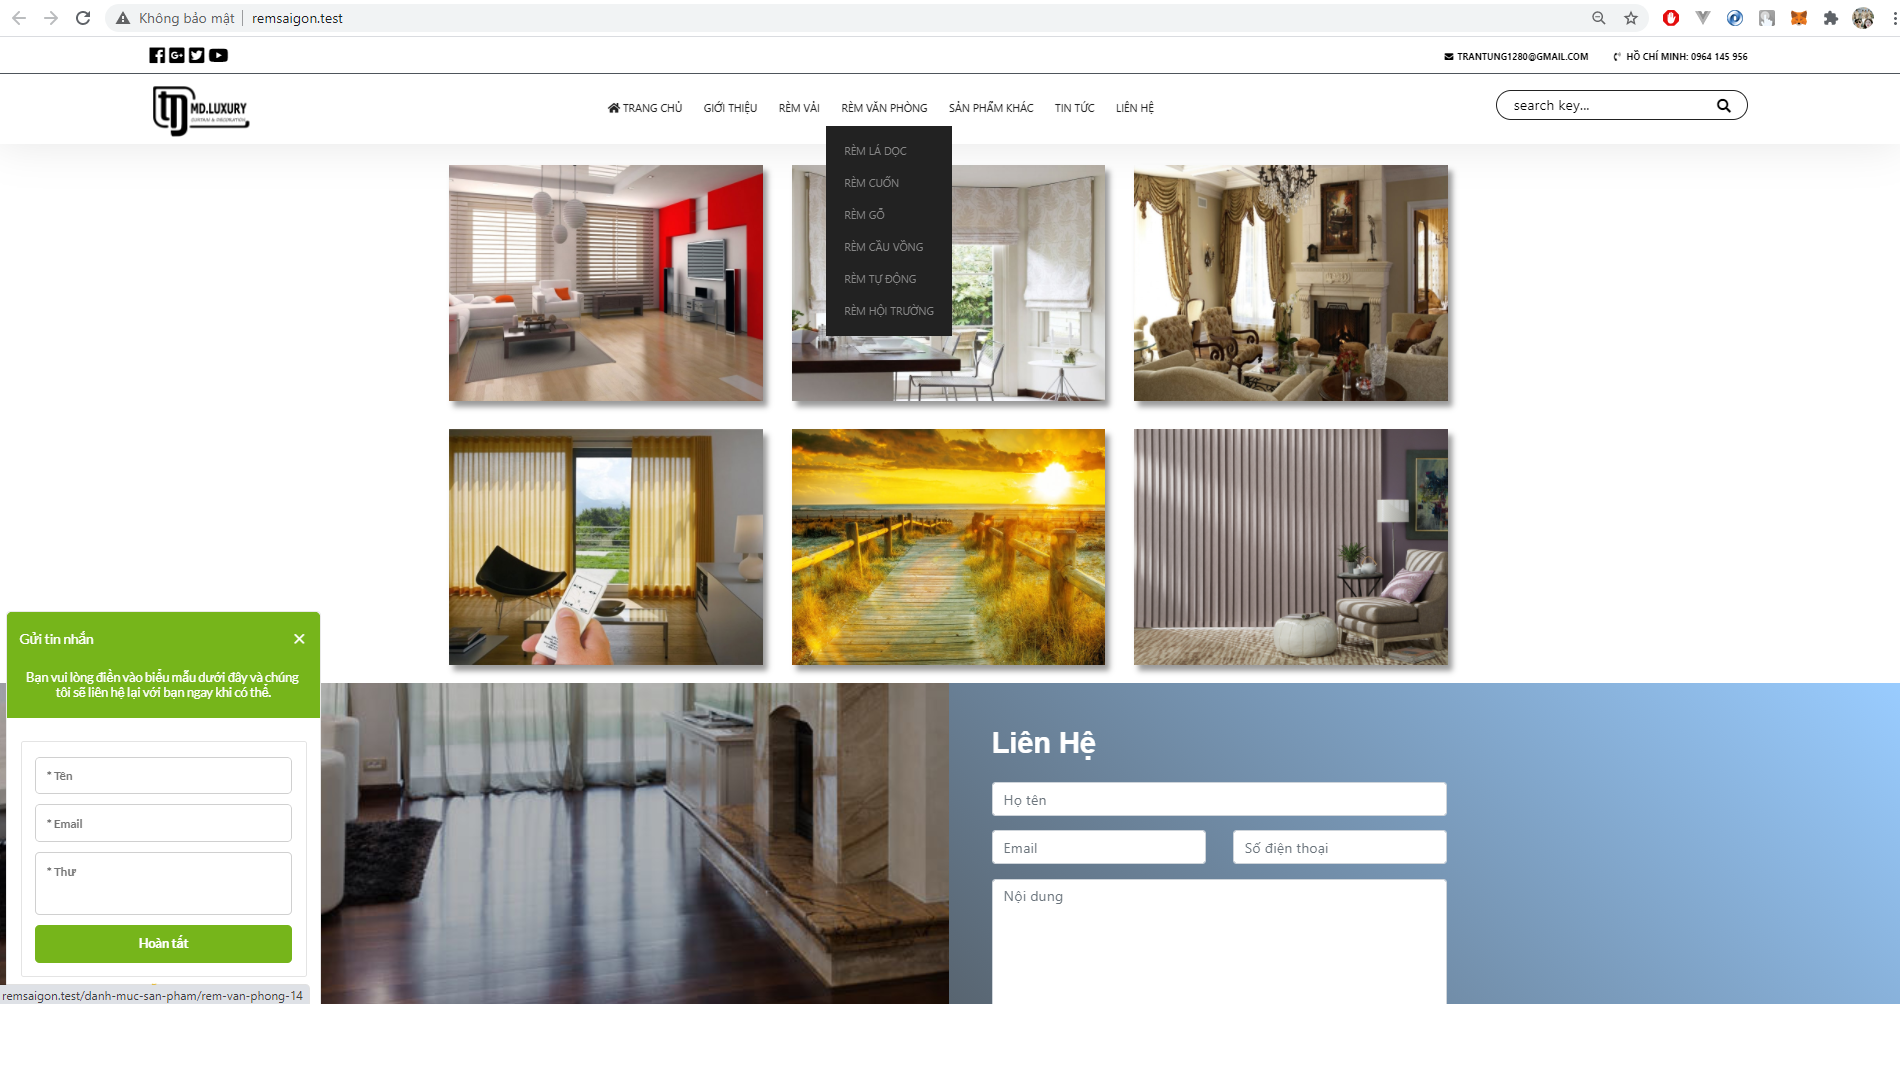 Không bảo mật
remsaigon.test
TRANTUNG1280@GMAIL.COM
HỒ CHÍ MINH: 0964 145 956
MD.LUXURY
TRANG CHỦ
GIỚI THIỆU
RÈM VẢI
RÈM VĂN PHÒNG
SẢN PHẨM KHÁC
TIN TỨC
LIÊN HỆ
search key...
RÈM LÁ DỌC
RÈM CUỐN
RÈM GỖ
RÈM CẦU VỒNG
RÈM TỰ ĐỘNG
RÈM HỘI TRƯỜNG
Gửi tin nhắn
Bạn vui lòng điền vào biểu mẫu dưới đây và chúng
tôi sẽ liên hệ lại với bạn ngay khi có thể.
* Tên
* Email
* Thư
Hoàn tất
Liên Hệ
Họ tên
Email
Số điện thoại
Nội dung
remsaigon.test/danh-muc-san-pham/rem-van-phong-14